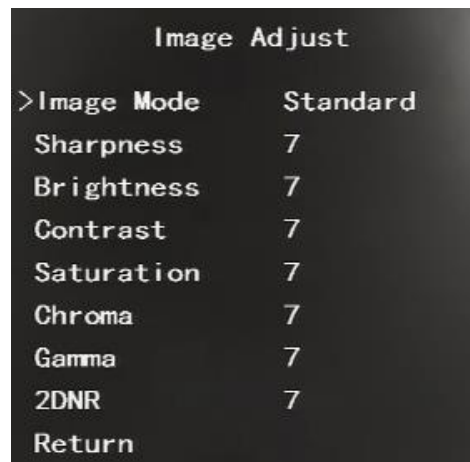 Image Adjust
>Image Mode Standard
Sharpness 7
Brightness 7
Contrast 7
Saturation 7
Chroma 7
Gamma 7
2DNR 7
Return